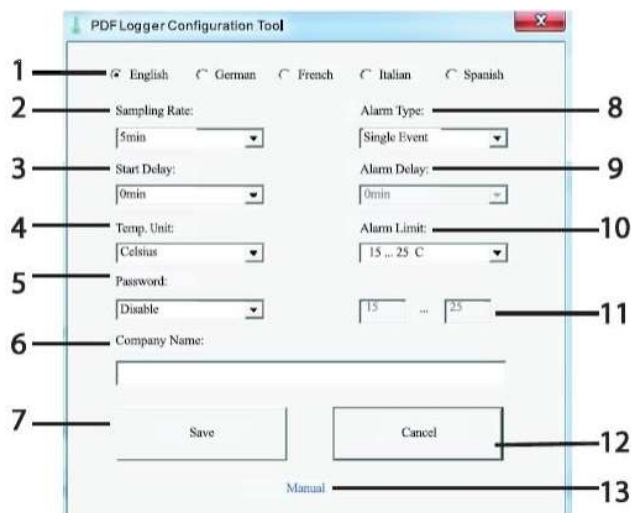 PDF Logger Configuration Tool
X
1 English German French Italian Spanish
2 Sampling Rate: Alarm Type: 8
5min Single Event
3 Start Delay: Alarm Delay: 9
0min 0min
4 Temp. Unit: Alarm Limit: 10
Celsius 15 ... 25 C
5 Password:
Disable 15 ... 25 11
6 Company Name:
7 Save Cancel 12
Manual 13